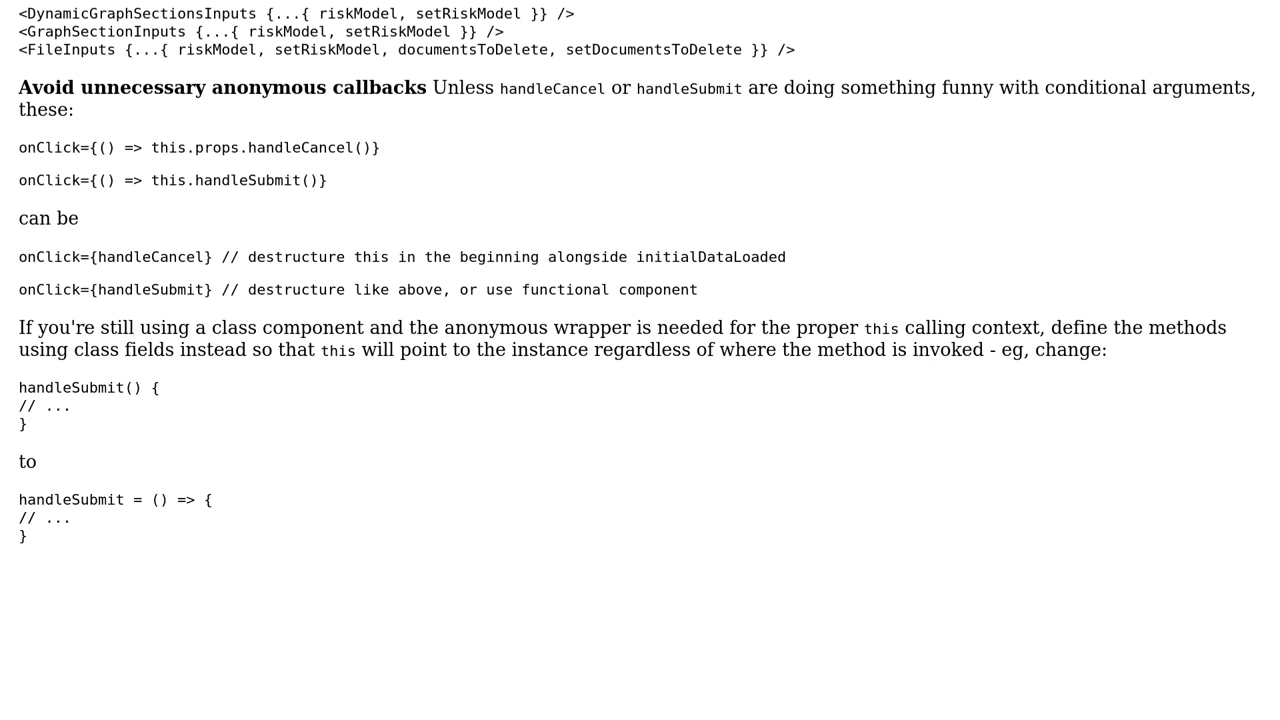 <DynamicGraphSectionsInputs {...{ riskModel, setRiskModel }} />
<GraphSectionInputs {...{ riskModel, setRiskModel }} />
<FileInputs {...{ riskModel, setRiskModel, documentsToDelete, setDocumentsToDelete }} />
Avoid unnecessary anonymous callbacks Unless handleCancel or handleSubmit are doing something funny with conditional arguments,
these:
onClick={() => this.props.handleCancel()}
onClick={() => this.handleSubmit()}
can be
onClick={handleCancel} // destructure this in the beginning alongside initialDataLoaded
onClick={handleSubmit} // destructure like above, or use functional component
If you're still using a class component and the anonymous wrapper is needed for the proper this calling context, define the methods
using class fields instead so that this will point to the instance regardless of where the method is invoked - eg, change:
handleSubmit() {
// ...
}
to
handleSubmit = () => {
// ...
}